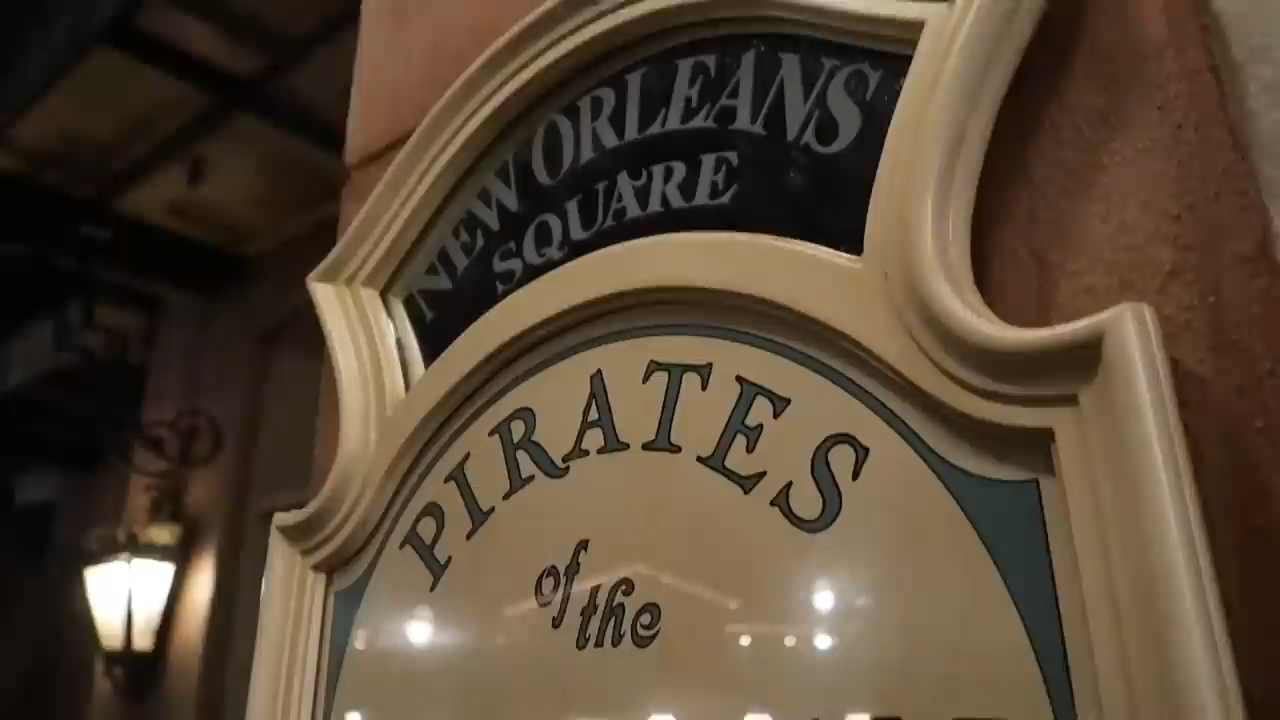 NEW ORLEANS
SQUARE
PIRATES
of the